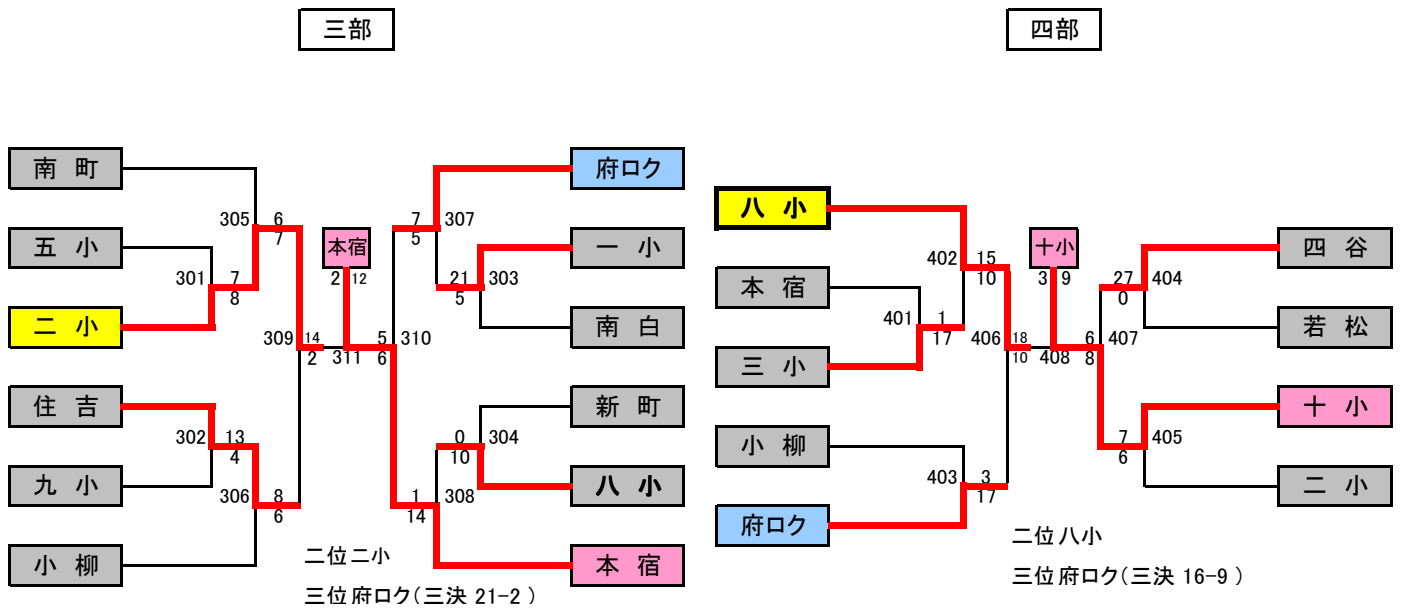 三部
四部
南 町
府ロク
八 小
305
6
7
本宿
7
5
307
402
15
10
十小
四 谷
五 小
一 小
2
12
3
9
27
0
404
301
7
8
21
5
303
本 宿
二 小
南 白
401
1
17
若 松
309
14
2
311
5
6
310
406
18
10
408
6
8
407
三 小
住 吉
新 町
十 小
302
13
4
0
10
304
小 柳
7
6
405
九 小
306
8
6
1
14
308
八 小
403
3
17
二 小
府ロク
小 柳
本 宿
二位 二小
三位 府ロク(三決 21-2 )
二位 八小
三位 府ロク(三決 16-9 )